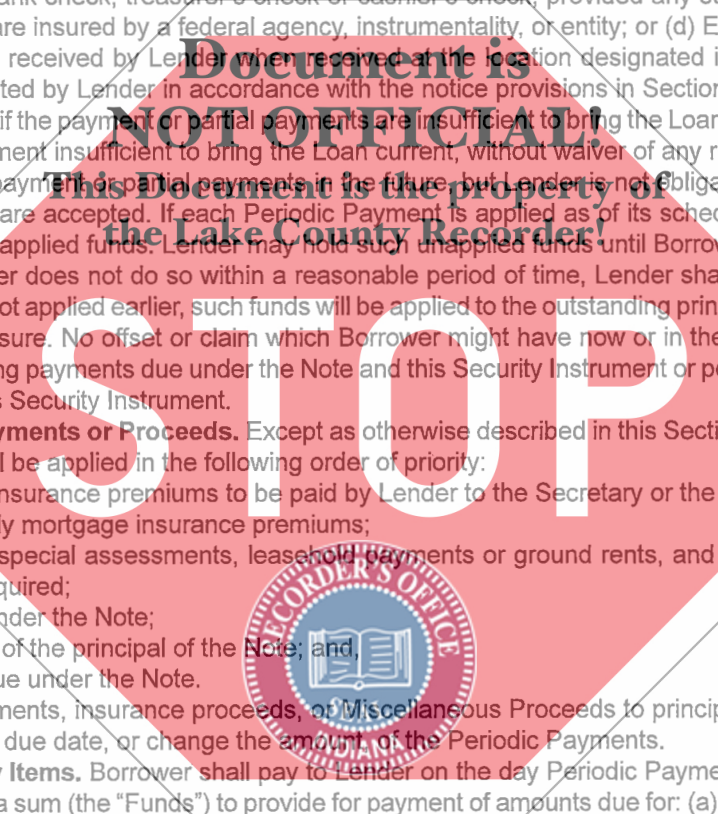 are insured by a federal agency, instrumentality, or entity; or (d) E
Document is
received by Lender when received at the location designated i
ted by Lender in accordance with the notice provisions in Section
NOT OFFICIAL!
if the payment or partial payments are insufficient to bring the Loan
ment insufficient to bring the Loan current, without waiver of any r
This Document is the property of
payment or partial payments in the future, but Lender is not obliga
are accepted. If each Periodic Payment is applied as of its sched
the Lake County Recorder!
applied funds. Lender may hold such unapplied funds until Borrow
er does not do so within a reasonable period of time, Lender sha
ot applied earlier, such funds will be applied to the outstanding prin
sure. No offset or claim which Borrower might have now or in the
STOP
ng payments due under the Note and this Security Instrument or pe
s Security Instrument.
yments or Proceeds. Except as otherwise described in this Secti
l be applied in the following order of priority:
nsurance premiums to be paid by Lender to the Secretary or the
ly mortgage insurance premiums;
special assessments, leasehold payments or ground rents, and
quired;
nder the Note;
RECORDER'S OFFICE
of the principal of the Note; and,
ue under the Note.
ments, insurance proceeds, or Miscellaneous Proceeds to princip
due date, or change the amount, of the Periodic Payments.
INDIANA
y Items. Borrower shall pay to Lender on the day Periodic Payme
a sum (the “Funds”) to provide for payment of amounts due for: (a)